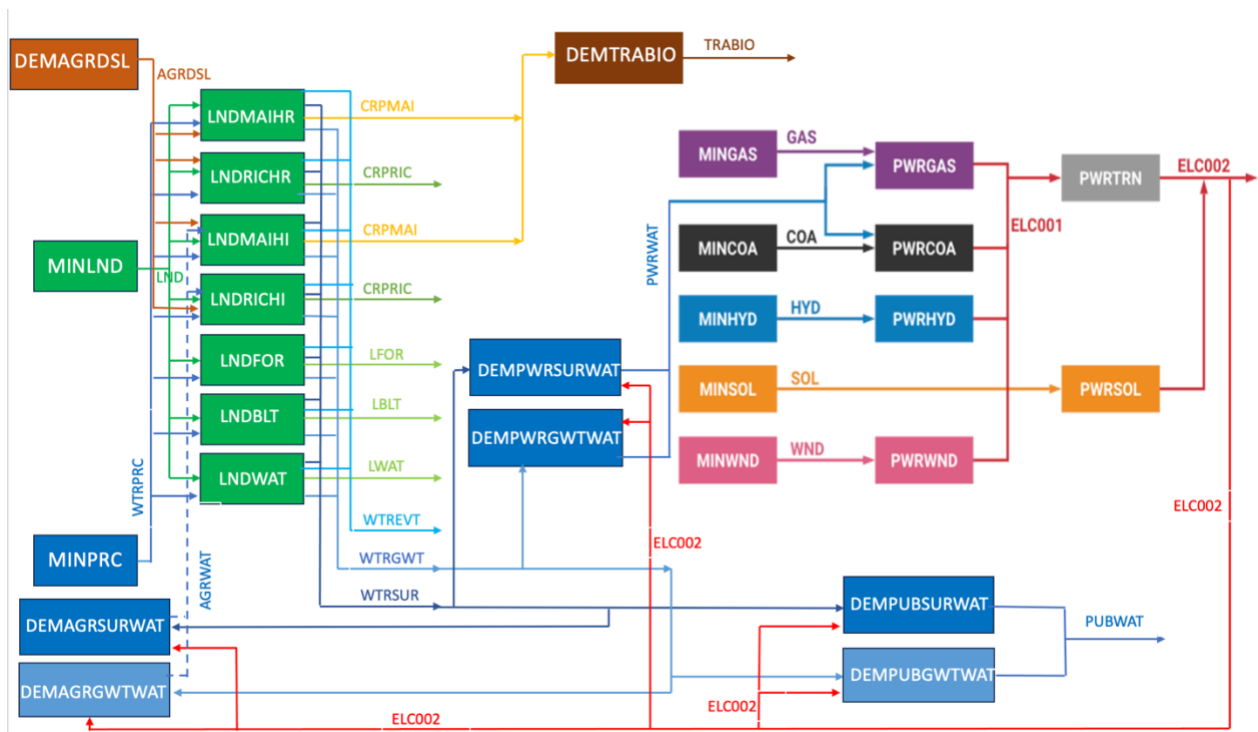 DEMAGRDSL
AGRDSL
DEMTRABIO
TRABIO
LNDMAIHR
CRPMAI
LNDRICHR
CRPRIC
LNDMAIHI
CRPMAI
MINLND
LND
LNDRICHI
CRPRIC
LNDFOR
LFOR
LNDBLT
LBLT
LNDWAT
LWAT
WTRPRC
MINPRC
WTREVT
WTRGWT
WTRSUR
AGRWAT
DEMAGRSURWAT
DEMAGRGWTWAT
DEMPWRSURWAT
DEMPWRGWTWAT
PWRWAT
MINGAS
GAS
PWRGAS
PWRTRN
ELC002
ELC001
MINCOA
COA
PWRCOA
MINHYD
HYD
PWRHYD
MINSOL
SOL
PWRSOL
MINWND
WND
PWRWND
ELC002
ELC002
DEMPUBSURWAT
PUBWAT
DEMPUBGWTWAT
ELC002
ELC002